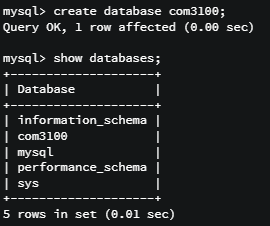 mysql> create database com3100;
Query OK, 1 row affected (0.00 sec)
mysql> show databases;
+--------------------+
| Database           |
+--------------------+
| information_schema |
| com3100            |
| mysql              |
| performance_schema |
| sys                |
+--------------------+
5 rows in set (0.01 sec)